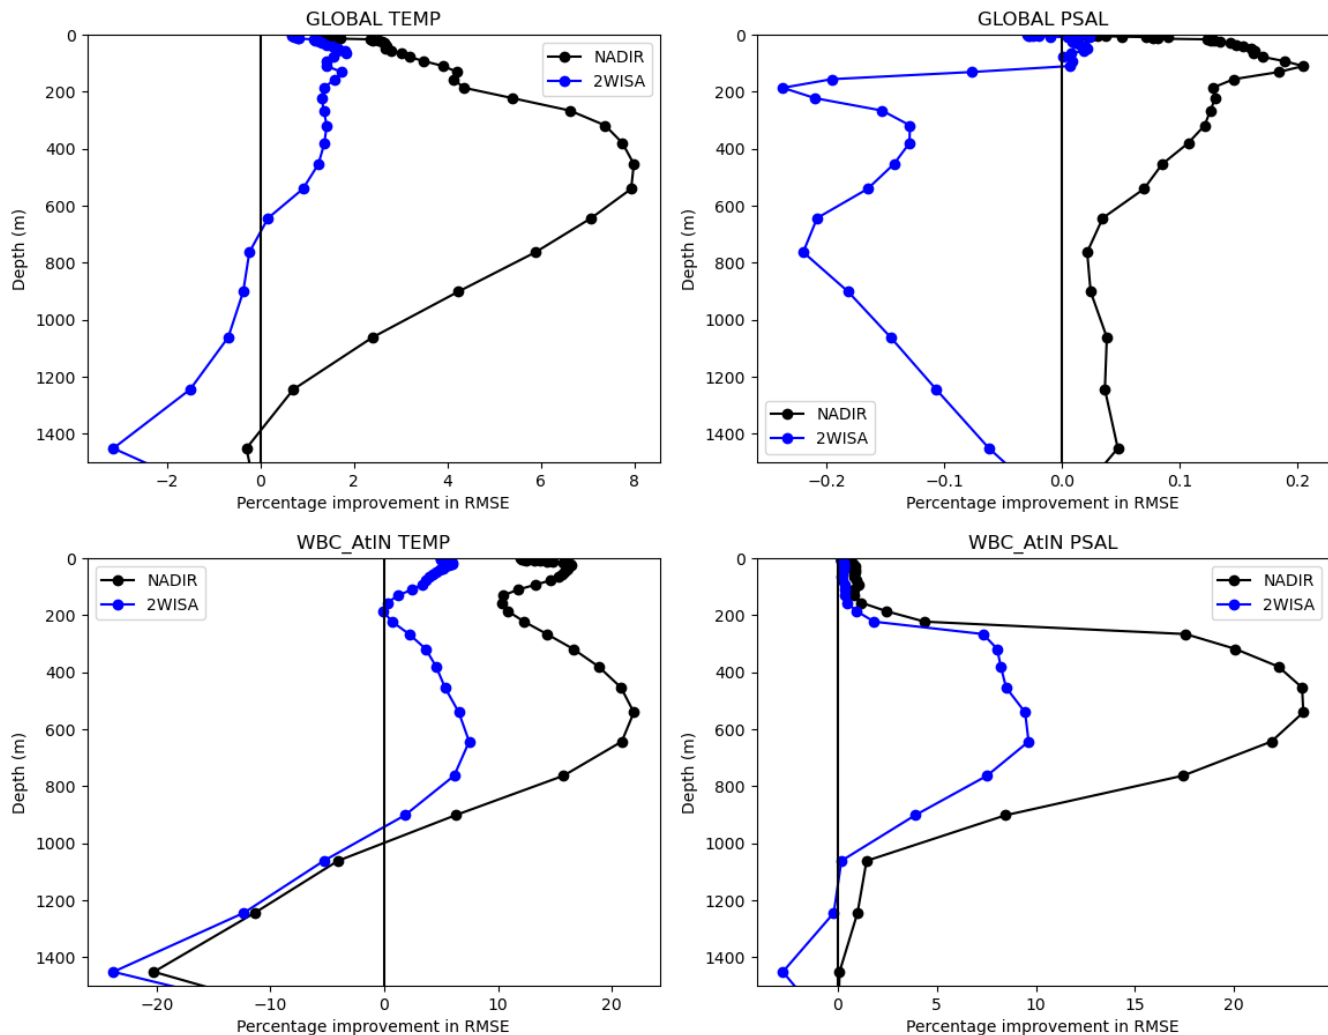 GLOBAL TEMP
NADIR
2WISA
0
200
400
600
800
1000
1200
1400
Depth (m)
−2
0
2
4
6
8
Percentage improvement in RMSE
GLOBAL PSAL
NADIR
2WISA
0
200
400
600
800
1000
1200
1400
Depth (m)
−0.2
−0.1
0.0
0.1
0.2
Percentage improvement in RMSE
WBC_AtlN TEMP
NADIR
2WISA
0
200
400
600
800
1000
1200
1400
Depth (m)
−20
−10
0
10
20
Percentage improvement in RMSE
WBC_AtlN PSAL
NADIR
2WISA
0
200
400
600
800
1000
1200
1400
Depth (m)
0
5
10
15
20
Percentage improvement in RMSE